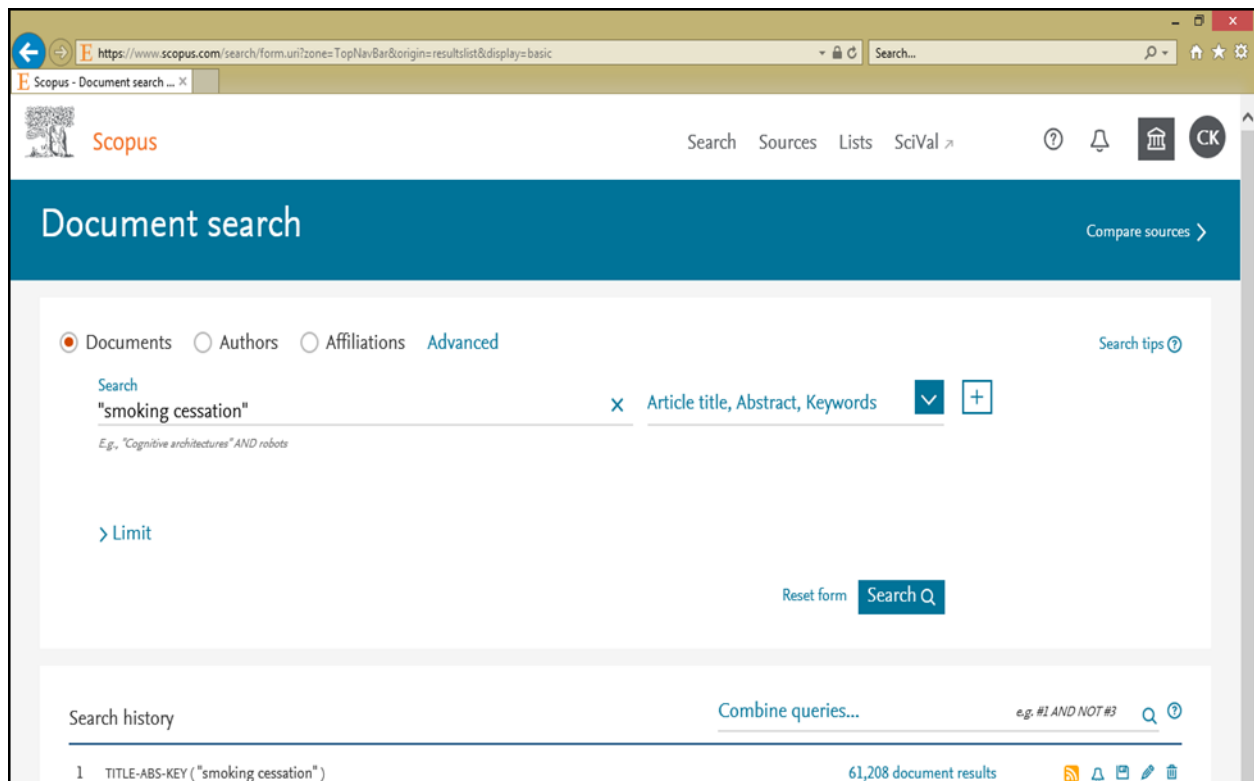 https://www.scopus.com/search/form.uri?zone=TopNavBar&origin=resultslist&display=basic
Search...
E Scopus - Document search ... ×
Scopus
Search Sources Lists SciVal ↗
CK
Document search
Compare sources >
Documents Authors Affiliations Advanced
Search tips
Search
"smoking cessation"
Article title, Abstract, Keywords
E.g., "Cognitive architectures" AND robots
> Limit
Reset form Search
Search history
Combine queries...
e.g. #1 AND NOT #3
1 TITLE-ABS-KEY ( "smoking cessation" ) 61,208 document results